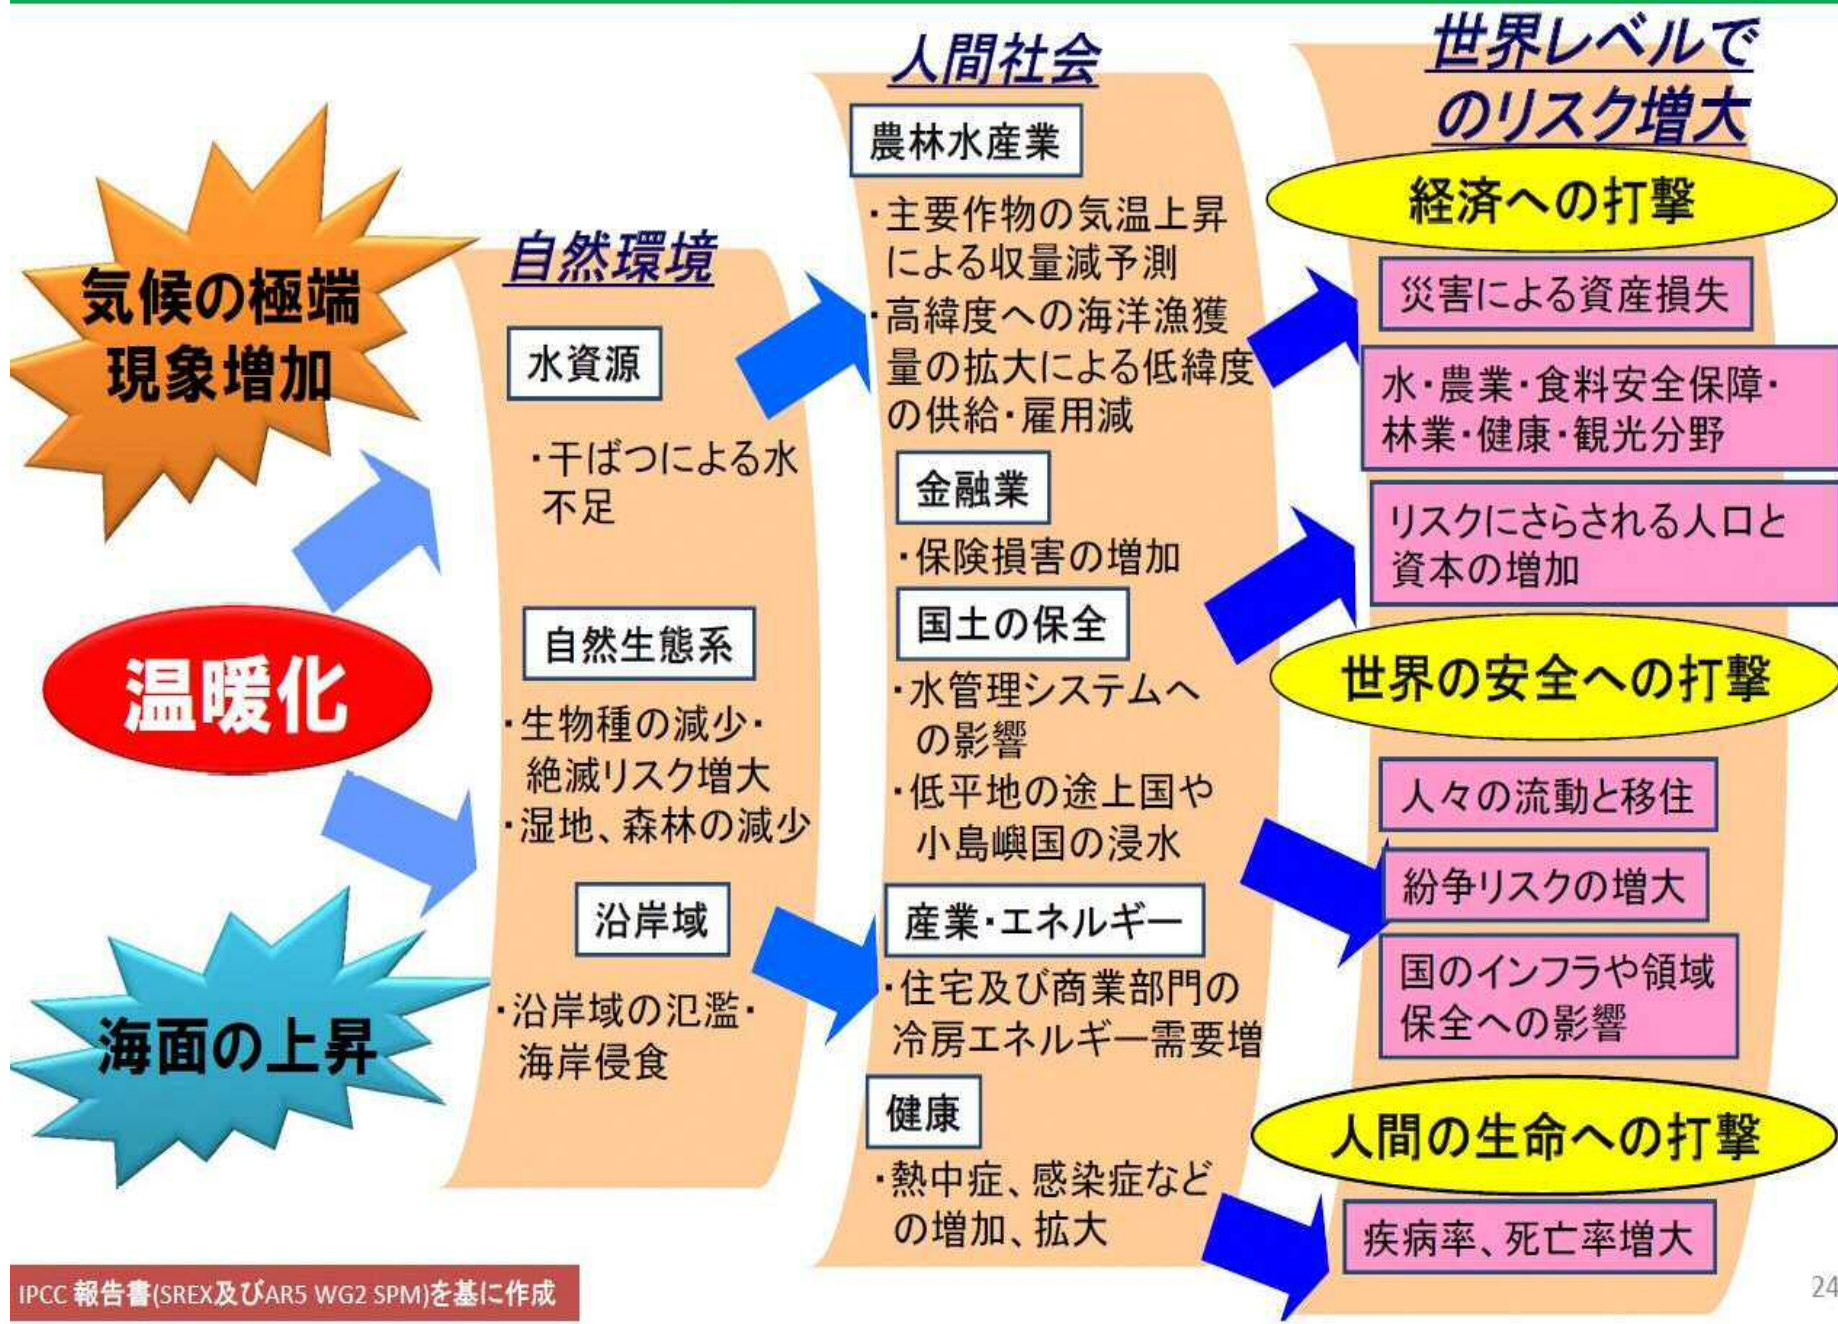 気候の極端
現象増加
温暖化
海面の上昇
自然環境
水資源
・干ばつによる水
不足
自然生態系
・生物種の減少・
絶滅リスク増大
・湿地、森林の減少
沿岸域
・沿岸域の氾濫・
海岸侵食
人間社会
農林水産業
・主要作物の気温上昇
による収量減予測
・高緯度への海洋漁獲
量の拡大による低緯度
の供給・雇用減
金融業
・保険損害の増加
国土の保全
・水管理システムへ
の影響
・低平地の途上国や
小島嶼国の浸水
産業・エネルギー
・住宅及び商業部門の
冷房エネルギー需要増
健康
・熱中症、感染症など
の増加、拡大
世界レベルで
のリスク増大
経済への打撃
災害による資産損失
水・農業・食料安全保障・
林業・健康・観光分野
リスクにさらされる人口と
資本の増加
世界の安全への打撃
人々の流動と移住
紛争リスクの増大
国のインフラや領域
保全への影響
人間の生命への打撃
疾病率、死亡率増大
IPCC 報告書(SREX及びAR5 WG2 SPM)を基に作成
24